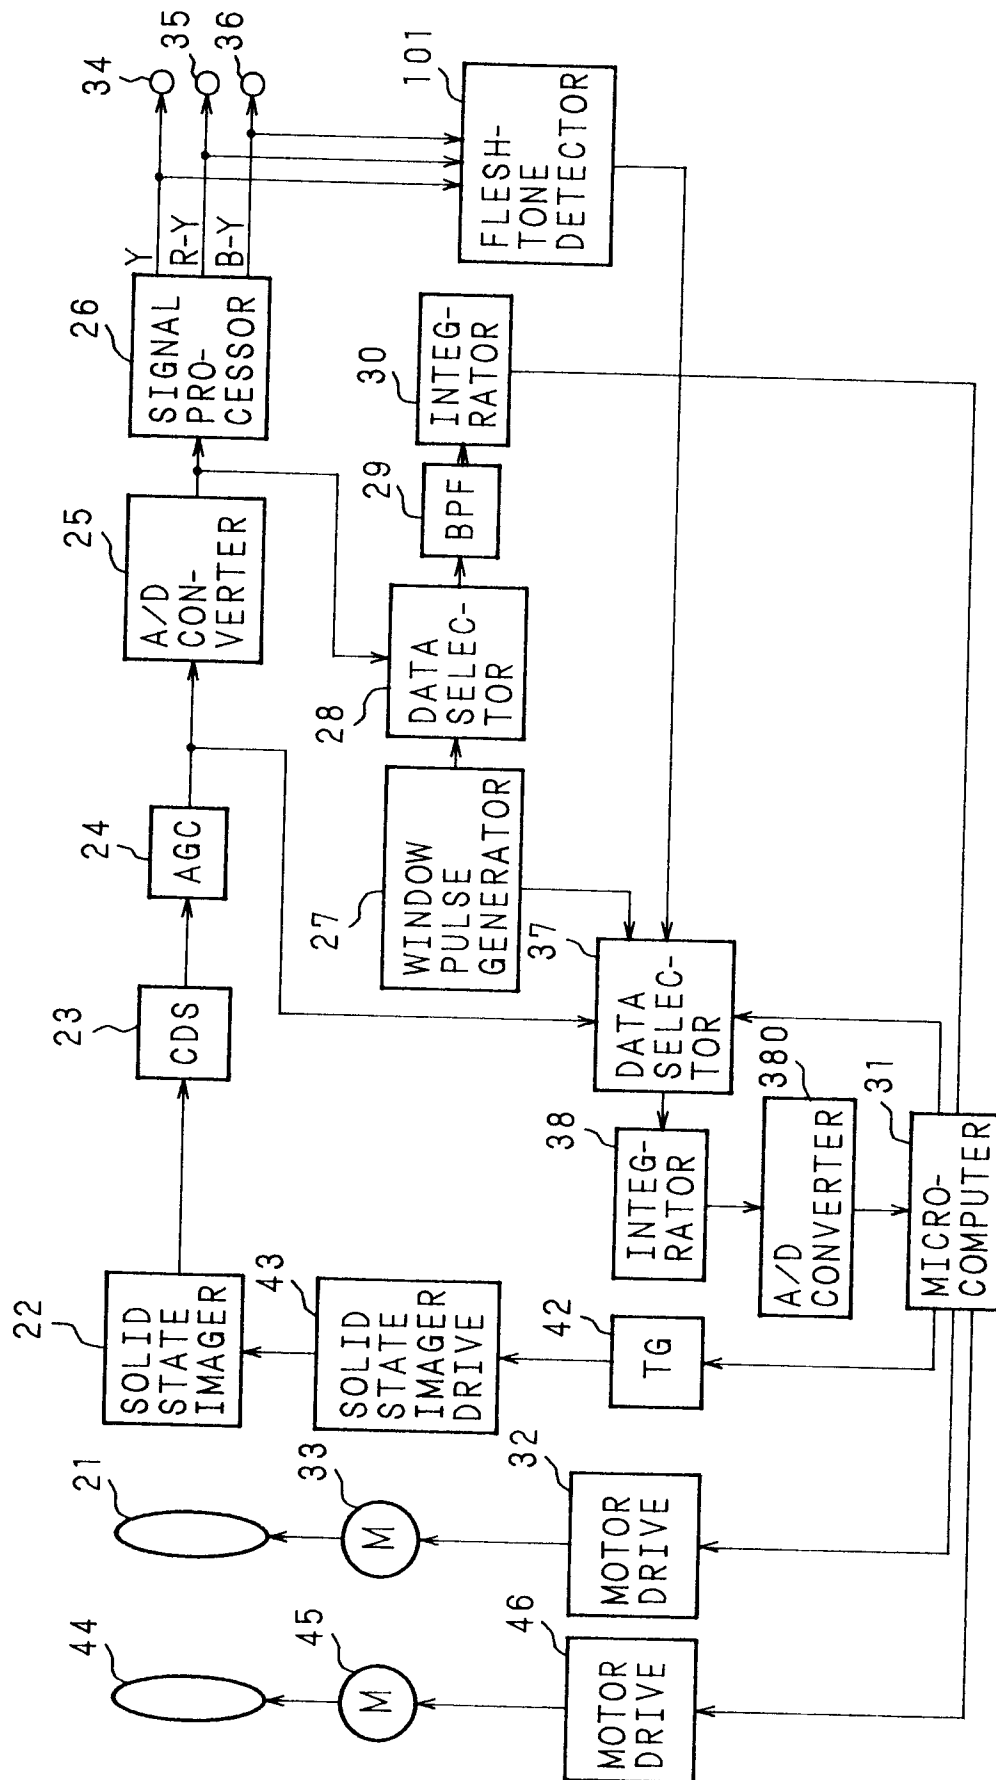 44
21
22
SOLID
STATE
IMAGER
23
CDS
24
AGC
25
A/D
CON-
VERTER
26
SIGNAL
PRO-
CESSOR
Y
R-Y
B-Y
34
35
36
45
M
33
M
43
SOLID
STATE
IMAGER
DRIVE
27
WINDOW
PULSE
GENERATOR
28
DATA
SELEC-
TOR
29
BPF
30
INTEG-
RATOR
101
FLESH-
TONE
DETECTOR
46
MOTOR
DRIVE
32
MOTOR
DRIVE
42
TG
38
INTEG-
RATOR
37
DATA
SELEC-
TOR
380
A/D
CONVERTER
31
MICRO-
COMPUTER